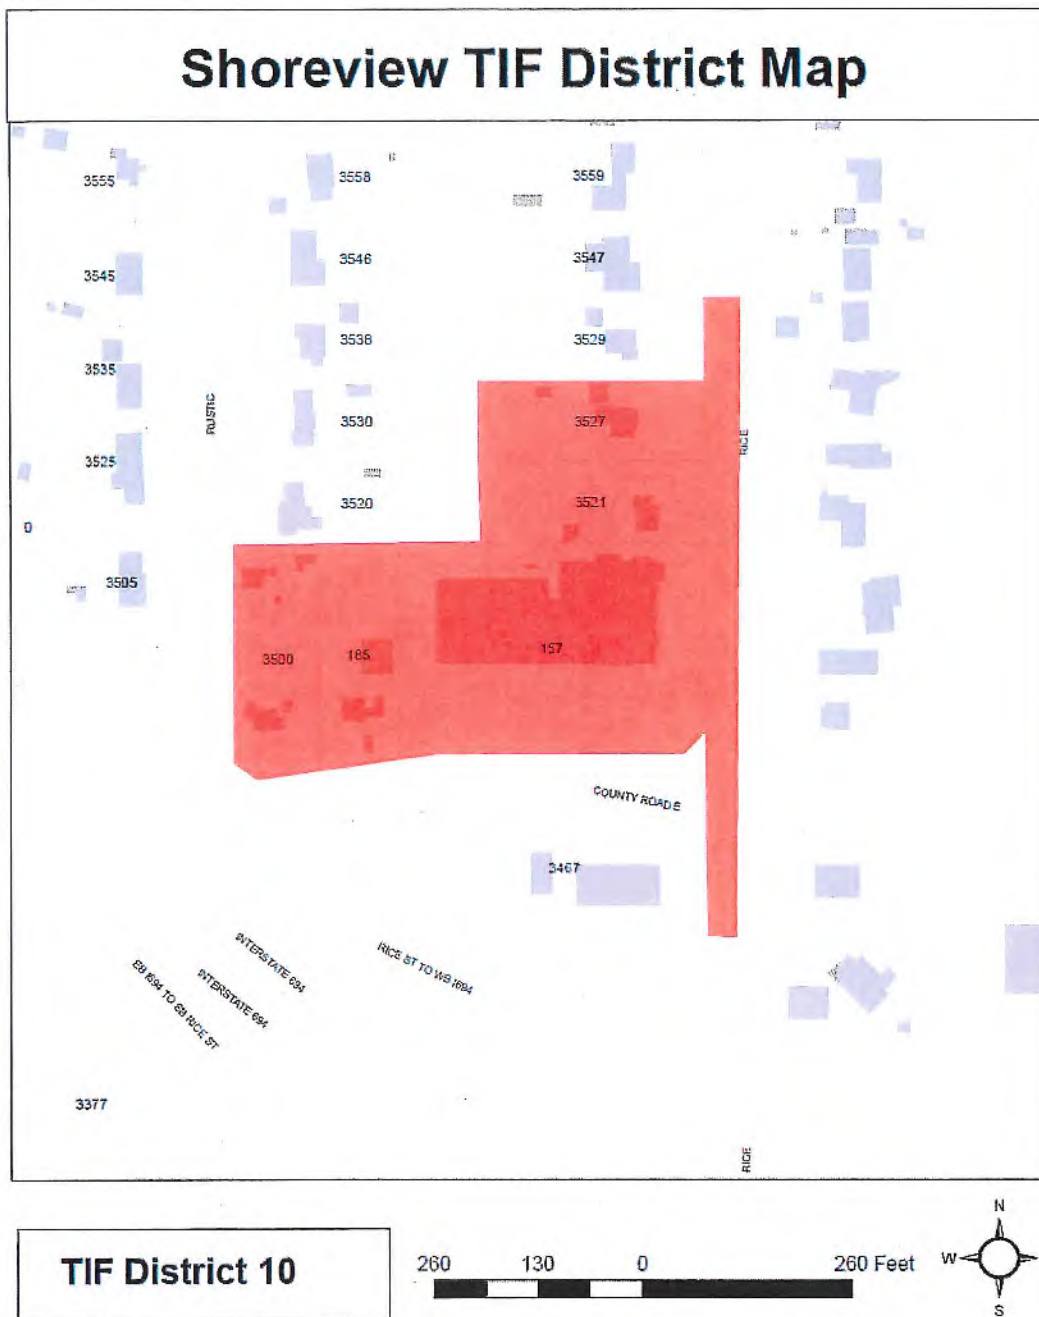 Shoreview TIF District Map
3555
3558
3559
3545
3546
3547
3535
3538
3529
RUSTIC
3530
3527
RICE
3525
3520
3521
0
3505
3500
185
157
COUNTY ROAD E
3467
INTERSTATE 694
RICE ST TO WB I694
INTERSTATE 694
EB I694 TO EB RICE ST
3377
RICE
TIF District 10
260 130 0 260 Feet
N
W
S